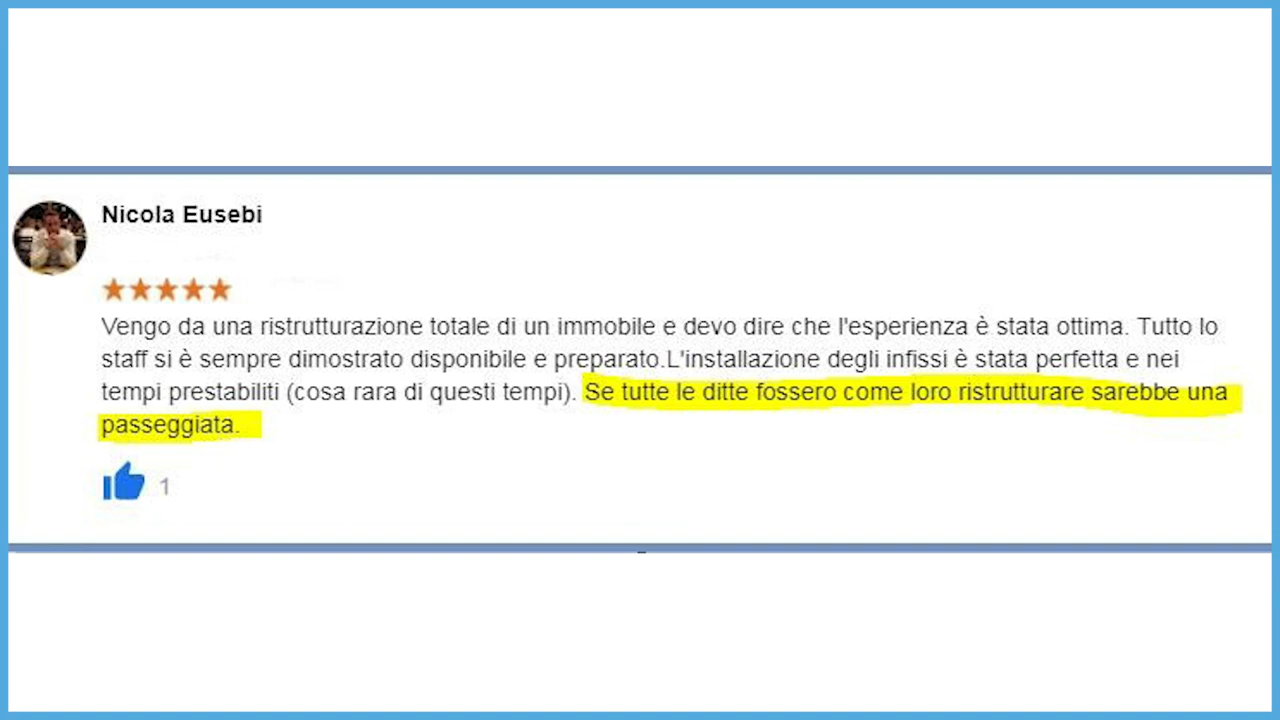 Nicola Eusebi
Vengo da una ristrutturazione totale di un immobile e devo dire che l'esperienza è stata ottima. Tutto lo
staff si è sempre dimostrato disponibile e preparato.L'installazione degli infissi è stata perfetta e nei
tempi prestabiliti (cosa rara di questi tempi). Se tutte le ditte fossero come loro ristrutturare sarebbe una
passeggiata.
1